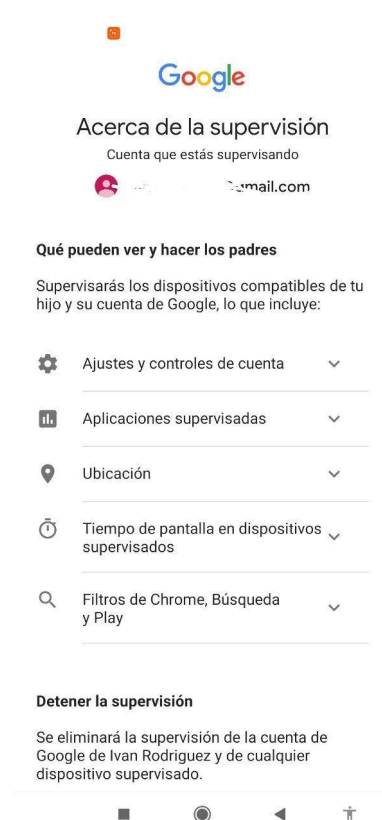 Google
Acerca de la supervisión
Cuenta que estás supervisando
@gmail.com
Qué pueden ver y hacer los padres
Supervisarás los dispositivos compatibles de tu
hijo y su cuenta de Google, lo que incluye:
Ajustes y controles de cuenta
Aplicaciones supervisadas
Ubicación
Tiempo de pantalla en dispositivos
supervisados
Filtros de Chrome, Búsqueda
y Play
Detener la supervisión
Se eliminará la supervisión de la cuenta de
Google de Ivan Rodriguez y de cualquier
dispositivo supervisado.